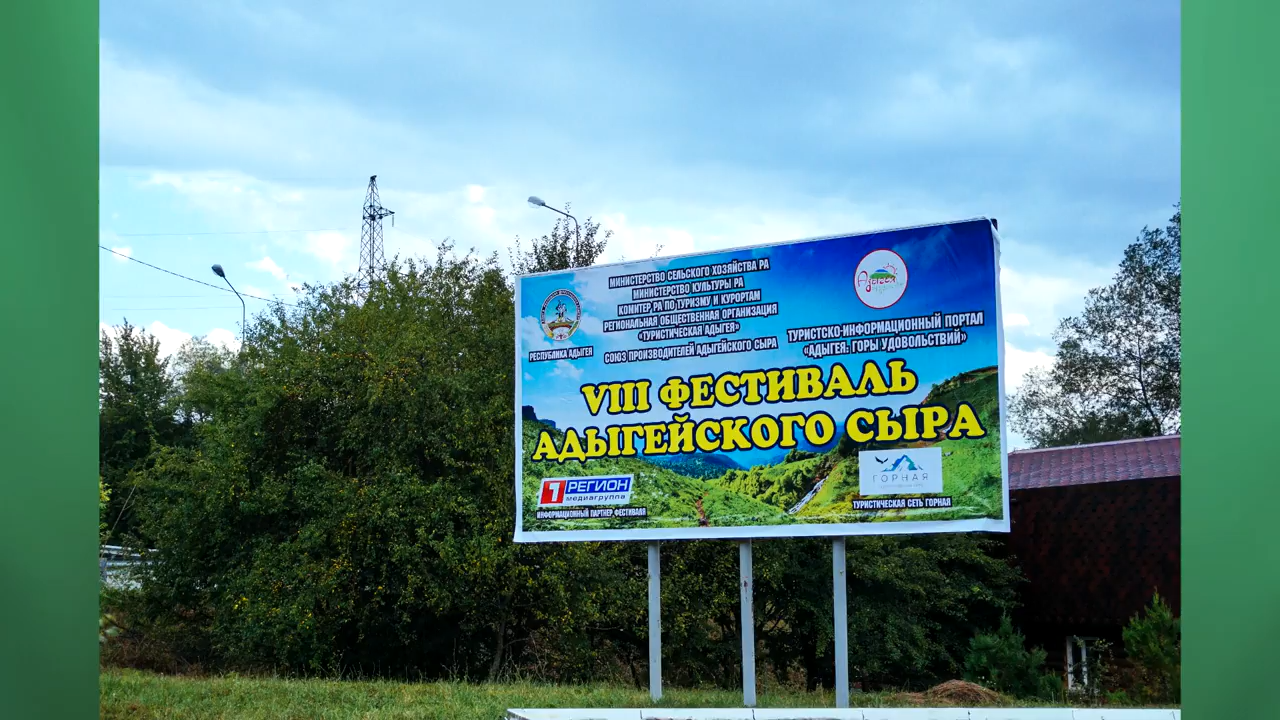 МИНИСТЕРСТВО СЕЛЬСКОГО ХОЗЯЙСТВА РА
МИНИСТЕРСТВО КУЛЬТУРЫ РА
КОМИТЕР РА ПО ТУРИЗМУ И КУРОРТАМ
РЕГИОНАЛЬНАЯ ОБЩЕСТВЕННАЯ ОРГАНИЗАЦИЯ
«ТУРИСТИЧЕСКАЯ АДЫГЕЯ»
СОЮЗ ПРОИЗВОДИТЕЛЕЙ АДЫГЕЙСКОГО СЫРА
РЕСПУБЛИКА АДЫГЕЯ
Адыгея
ТУРИСТСКО-ИНФОРМАЦИОННЫЙ ПОРТАЛ
«АДЫГЕЯ: ГОРЫ УДОВОЛЬСТВИЙ»
VIII ФЕСТИВАЛЬ
АДЫГЕЙСКОГО СЫРА
1 РЕГИОН
медиагруппа
ИНФОРМАЦИОННЫЙ ПАРТНЕР ФЕСТИВАЛЯ
ГОРНАЯ
ТУРИСТИЧЕСКАЯ СЕТЬ ГОРНАЯ